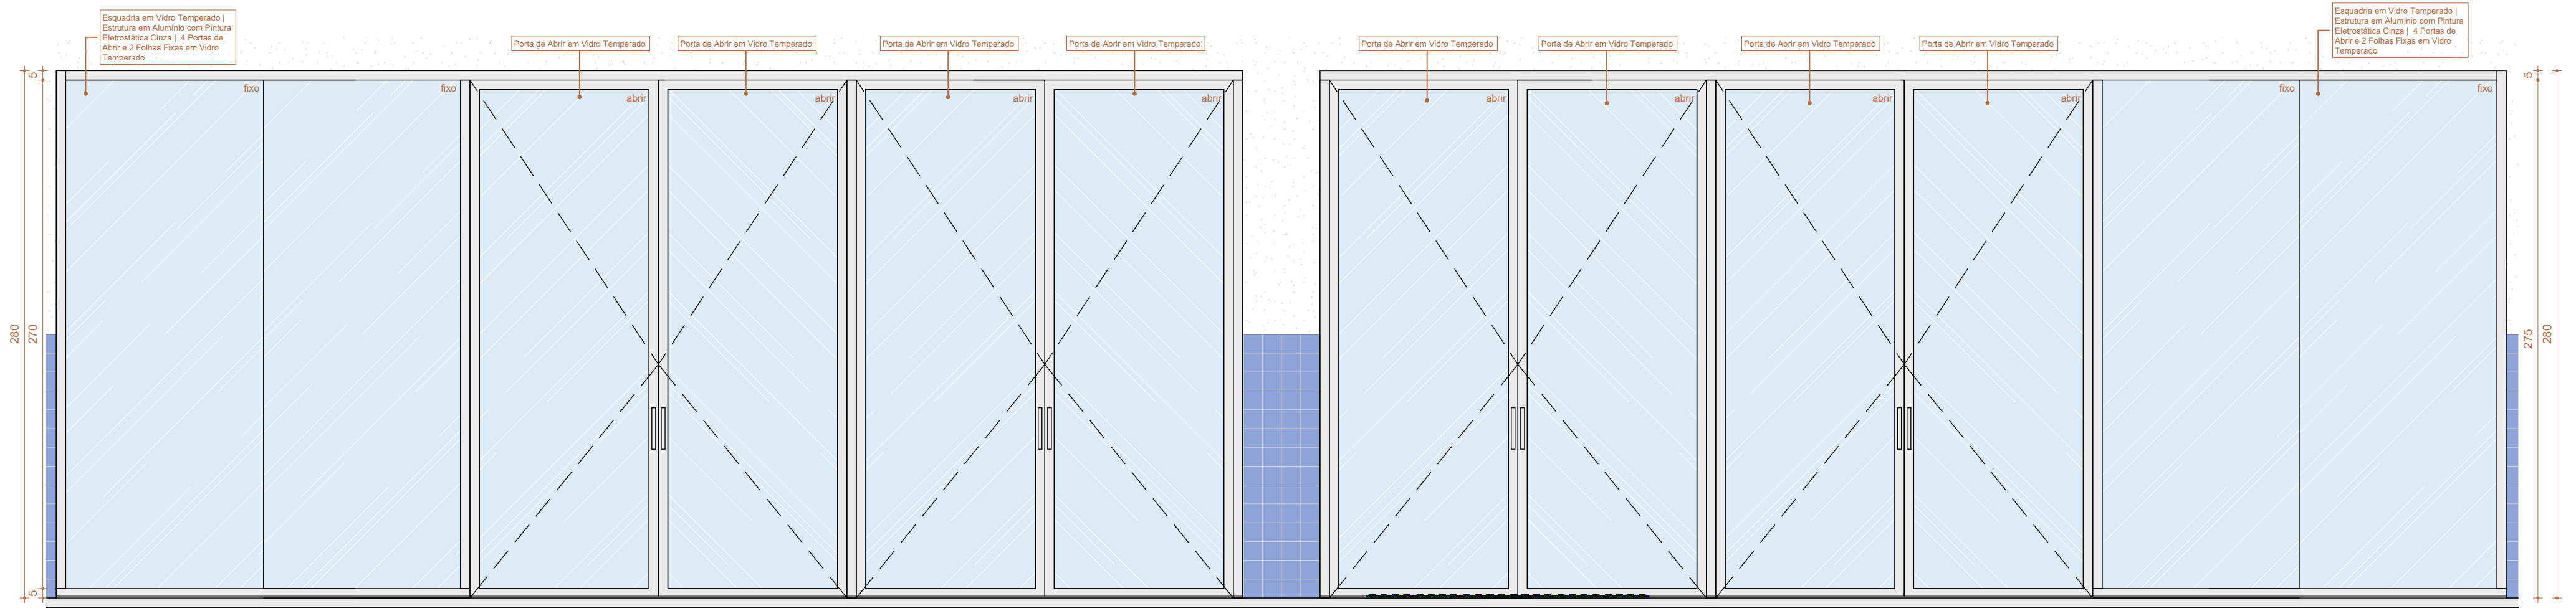 Esquadria em Vidro Temperado |
Estrutura em Alumínio com Pintura
Eletrostática Cinza | 4 Portas de
Abrir e 2 Folhas Fixas em Vidro
Temperado
Porta de Abrir em Vidro Temperado
Porta de Abrir em Vidro Temperado
Porta de Abrir em Vidro Temperado
Porta de Abrir em Vidro Temperado
Porta de Abrir em Vidro Temperado
Porta de Abrir em Vidro Temperado
Porta de Abrir em Vidro Temperado
Porta de Abrir em Vidro Temperado
Esquadria em Vidro Temperado |
Estrutura em Alumínio com Pintura
Eletrostática Cinza | 4 Portas de
Abrir e 2 Folhas Fixas em Vidro
Temperado
5
fixo
fixo
abrir
abrir
abrir
abrir
abrir
abrir
abrir
abrir
fixo
fixo
5
280
270
275
280
5